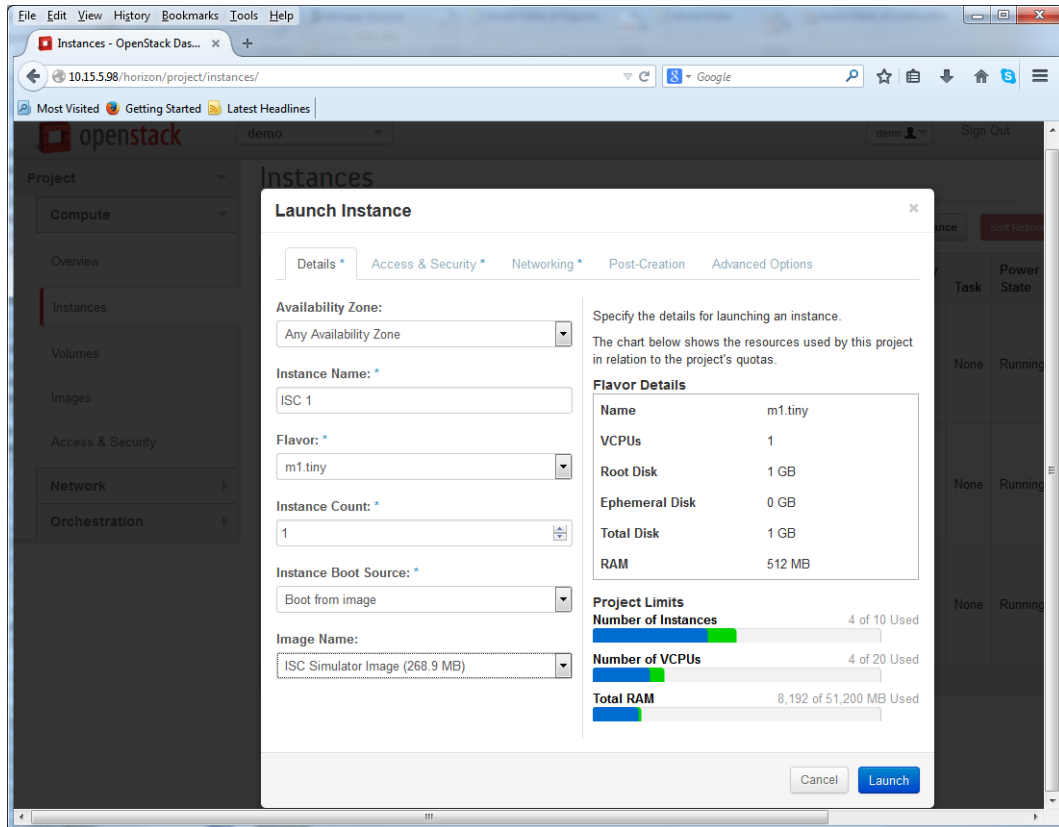 File Edit View History Bookmarks Tools Help
Instances - OpenStack Das... × +
10.15.5.98/horizon/project/instances/
Google
Most Visited Getting Started Latest Headlines
openstack
demo
demo
Sign Out
Project
Compute
Overview
Instances
Volumes
Images
Access & Security
Network
Orchestration
Instances
Soft Reboot
Task
Power State
None Running
None Running
None Running
Launch Instance ×
Details * Access & Security * Networking * Post-Creation Advanced Options
Availability Zone:
Any Availability Zone
Instance Name: *
ISC 1
Flavor: *
m1.tiny
Instance Count: *
1
Instance Boot Source: *
Boot from image
Image Name:
ISC Simulator Image (268.9 MB)
Specify the details for launching an instance.
The chart below shows the resources used by this project
in relation to the project's quotas.
Flavor Details
Name m1.tiny
VCPUs 1
Root Disk 1 GB
Ephemeral Disk 0 GB
Total Disk 1 GB
RAM 512 MB
Project Limits
Number of Instances 4 of 10 Used
Number of VCPUs 4 of 20 Used
Total RAM 8,192 of 51,200 MB Used
Cancel Launch